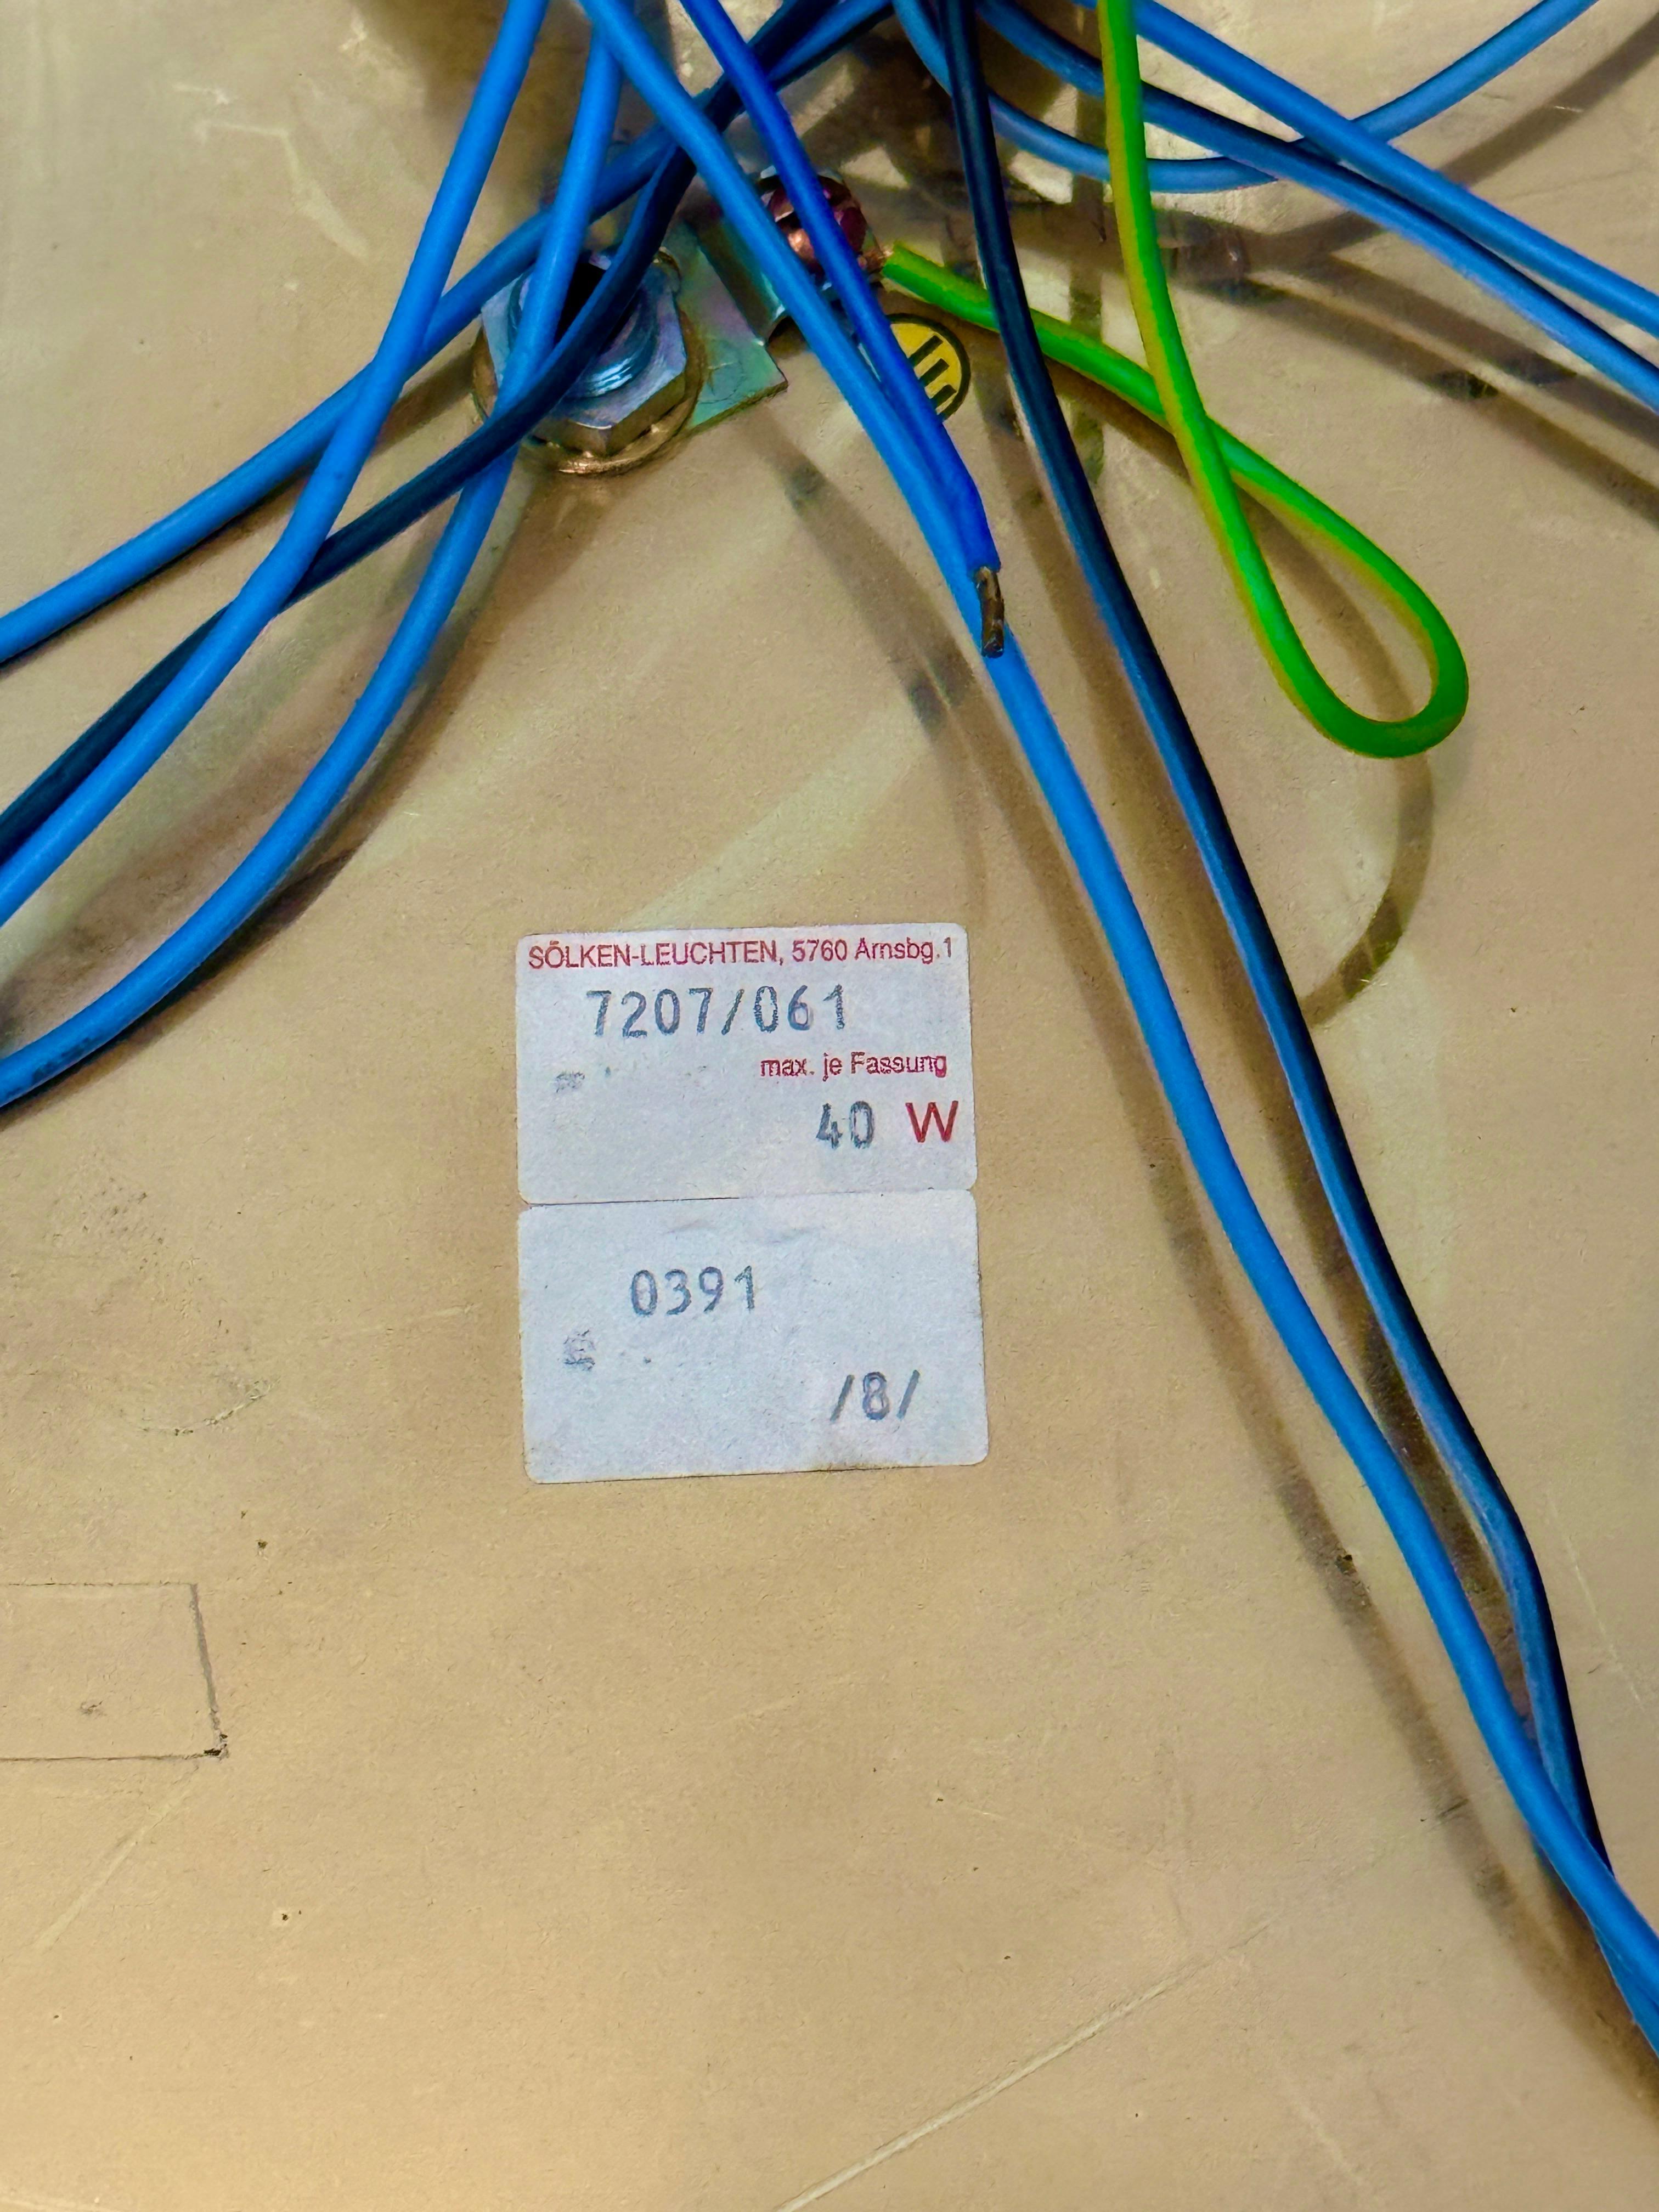 SÖLKEN-LEUCHTEN, 5760 Arnsbg.1
7207/061
max. je Fassung
40 W
0391
/8/